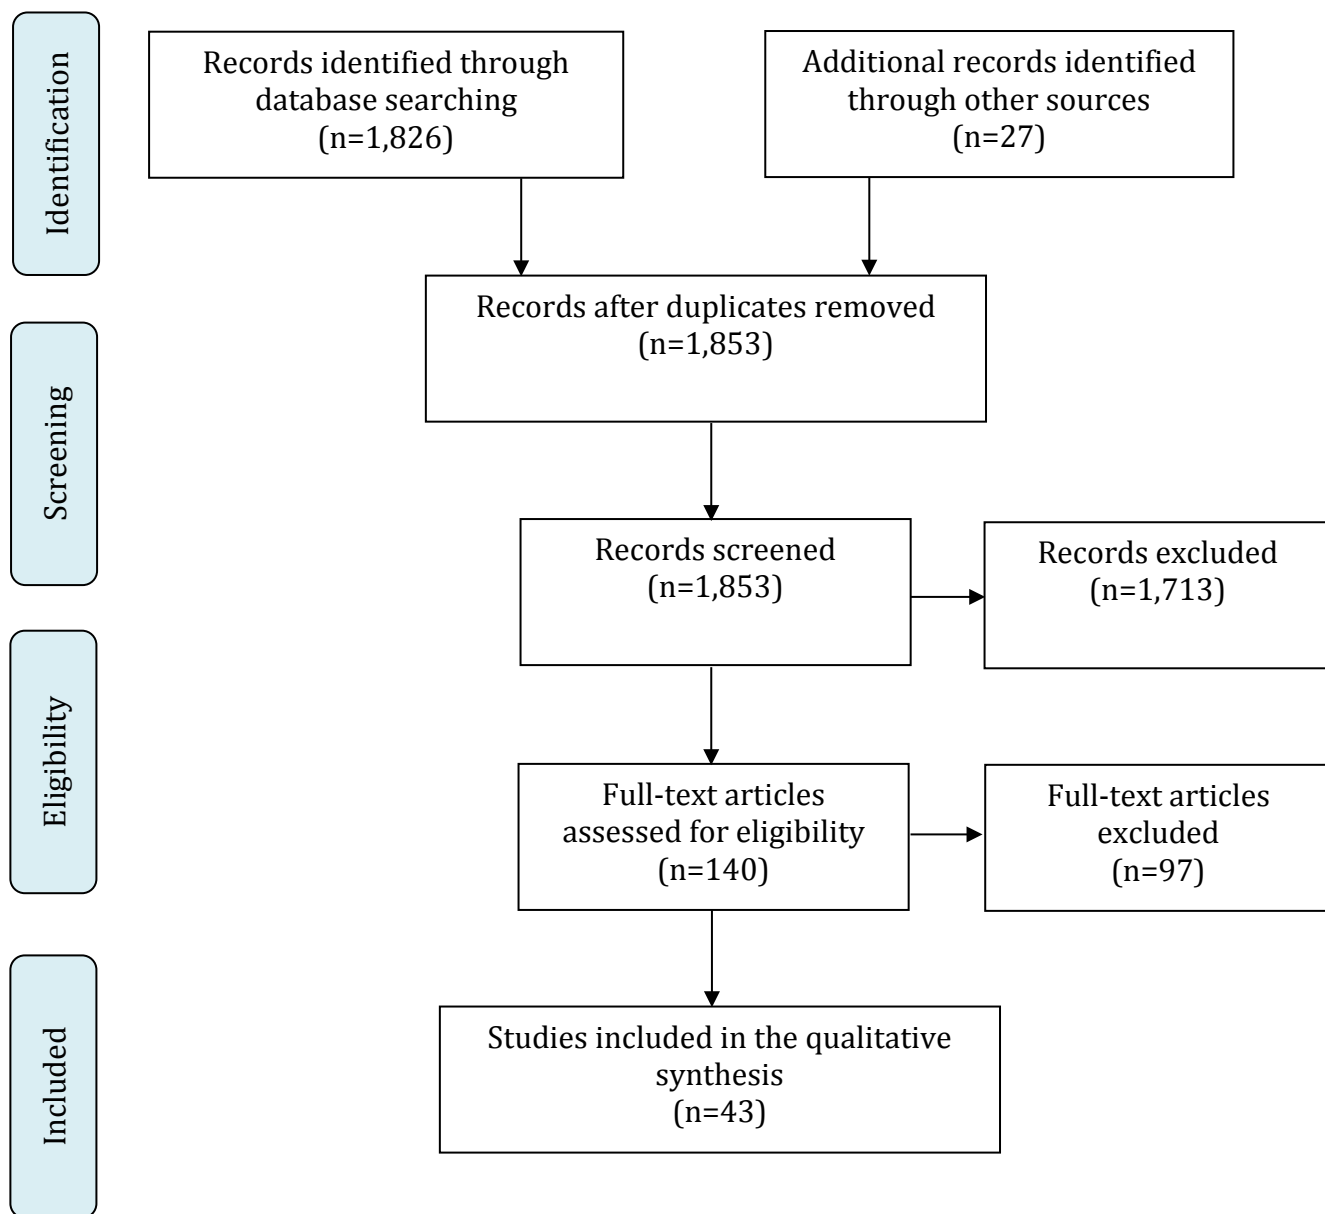 Identification
Records identified through
database searching
(n=1,826)
Additional records identified
through other sources
(n=27)
Records after duplicates removed
(n=1,853)
Screening
Records screened
(n=1,853)
Records excluded
(n=1,713)
Eligibility
Full-text articles
assessed for eligibility
(n=140)
Full-text articles
excluded
(n=97)
Included
Studies included in the qualitative
synthesis
(n=43)